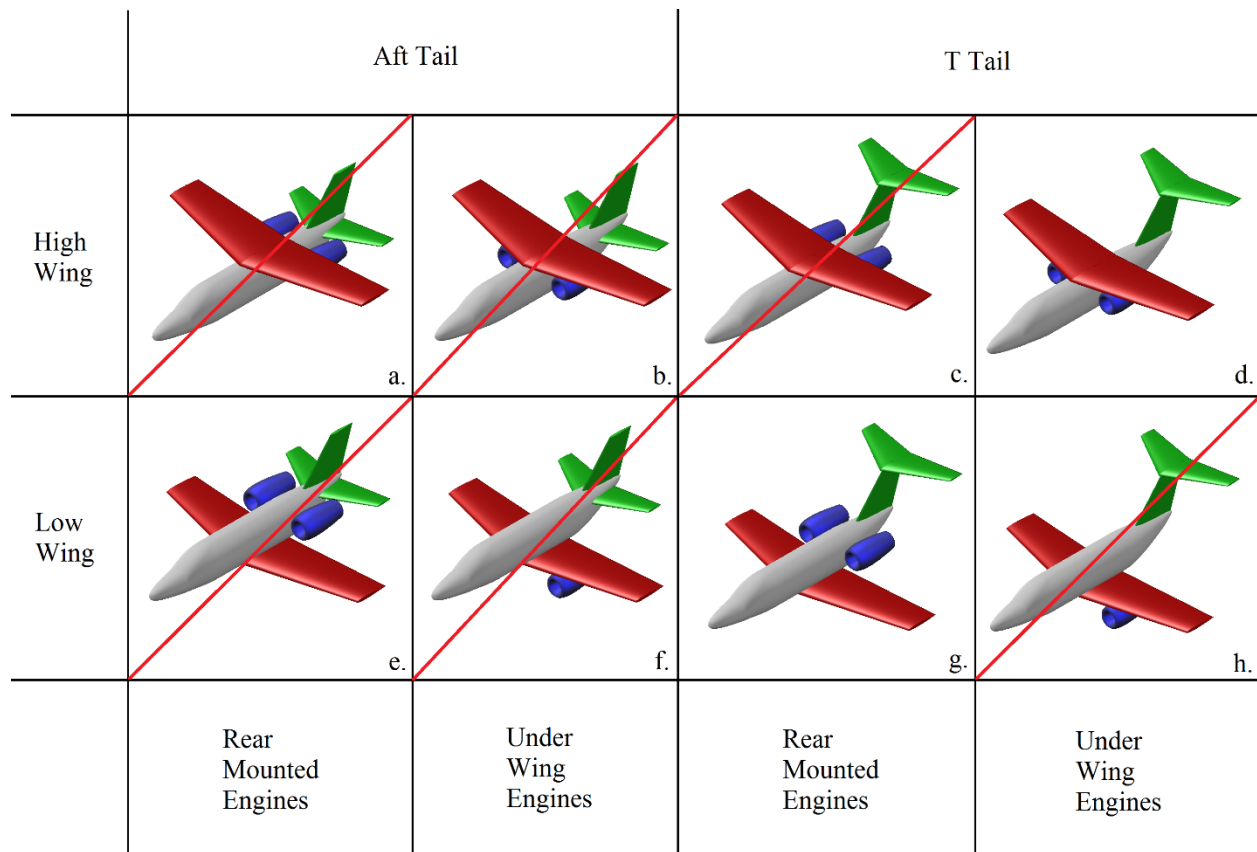 Aft Tail
T Tail
High
Wing
a.
b.
c.
d.
Low
Wing
e.
f.
g.
h.
Rear
Mounted
Engines
Under
Wing
Engines
Rear
Mounted
Engines
Under
Wing
Engines